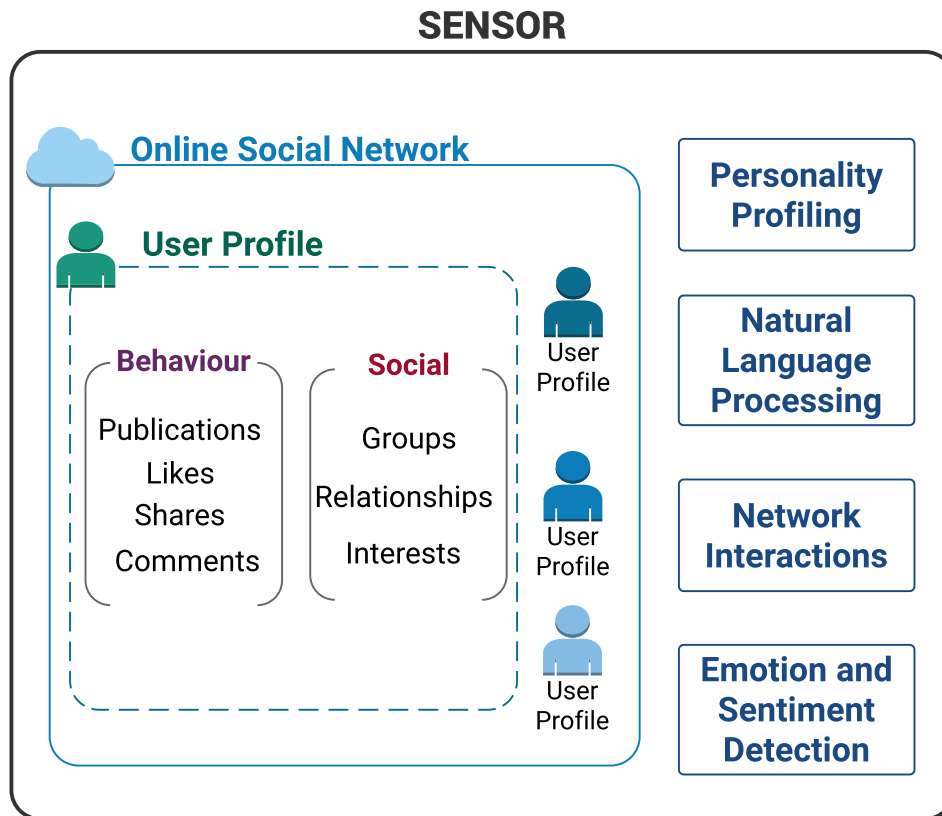 SENSOR
Online Social Network
User Profile
Behaviour
Publications
Likes
Shares
Comments
Social
Groups
Relationships
Interests
User
Profile
User
Profile
User
Profile
Personality
Profiling
Natural
Language
Processing
Network
Interactions
Emotion and
Sentiment
Detection